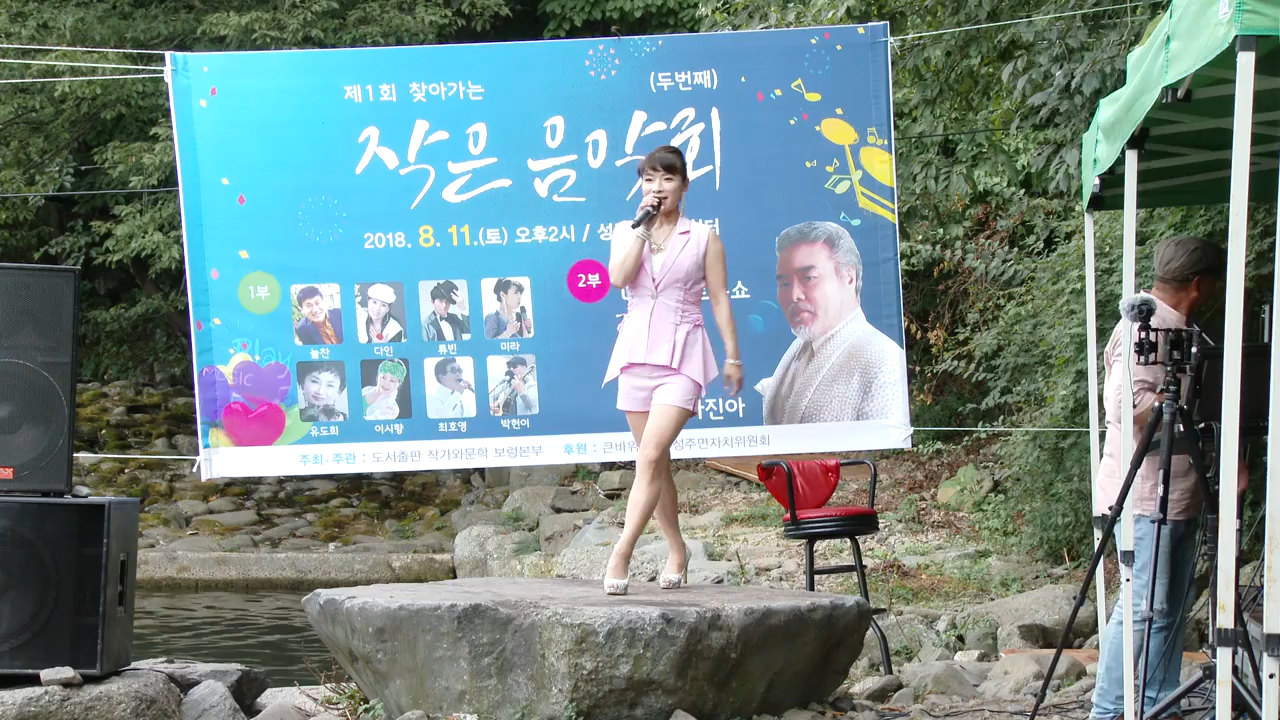 제1회 찾아가는
(두번째)
작은 음악회
2018. 8. 11.(토) 오후2시 / 성
1부
2부
늘찬 다인 류빈 미라
유도희 이시향 최호영 박현이
Play
MUSIC
주최·주관 : 도서출판 작가와문학 보령본부 후원 : 큰바위 성주면자치위원회